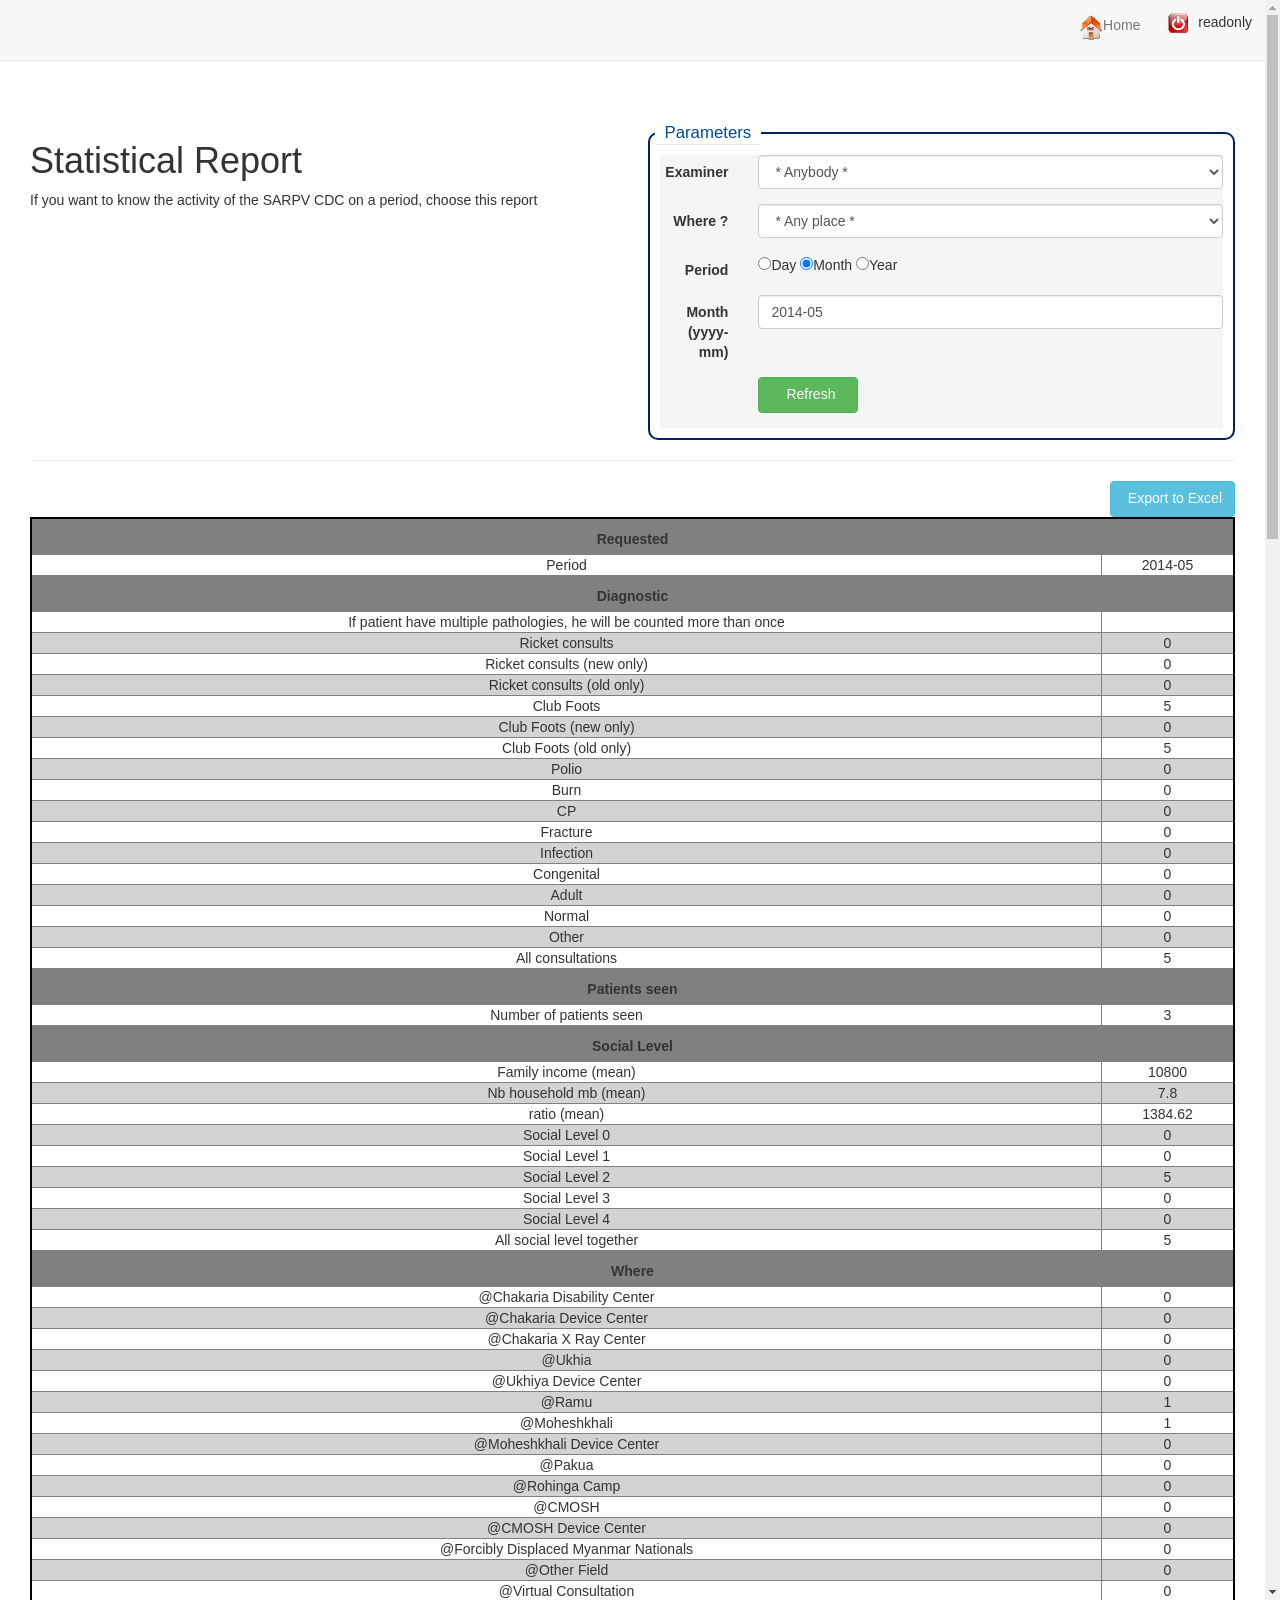 Home
readonly
Statistical Report
If you want to know the activity of the SARPV CDC on a period, choose this report
Parameters
Examiner
* Anybody *
Where ?
* Any place *
Period
Day Month Year
Month
(yyyy-
mm)
2014-05
Refresh
Export to Excel
Requested
Period 2014-05
Diagnostic
If patient have multiple pathologies, he will be counted more than once
Ricket consults 0
Ricket consults (new only) 0
Ricket consults (old only) 0
Club Foots 5
Club Foots (new only) 0
Club Foots (old only) 5
Polio 0
Burn 0
CP 0
Fracture 0
Infection 0
Congenital 0
Adult 0
Normal 0
Other 0
All consultations 5
Patients seen
Number of patients seen 3
Social Level
Family income (mean) 10800
Nb household mb (mean) 7.8
ratio (mean) 1384.62
Social Level 0 0
Social Level 1 0
Social Level 2 5
Social Level 3 0
Social Level 4 0
All social level together 5
Where
@Chakaria Disability Center 0
@Chakaria Device Center 0
@Chakaria X Ray Center 0
@Ukhia 0
@Ukhiya Device Center 0
@Ramu 1
@Moheshkhali 1
@Moheshkhali Device Center 0
@Pakua 0
@Rohinga Camp 0
@CMOSH 0
@CMOSH Device Center 0
@Forcibly Displaced Myanmar Nationals 0
@Other Field 0
@Virtual Consultation 0